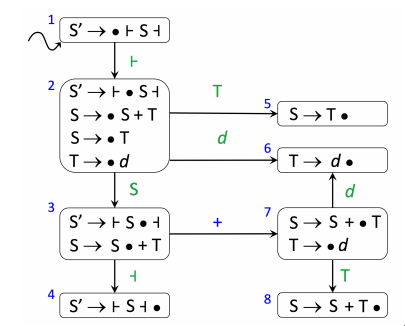 1
S′ → • ⊢ S ⊣
⊢
2
S′ → ⊢ • S ⊣
S → • S + T
S → • T
T → • d
T
5
S → T •
d
6
T → d •
S
d
3
S′ → ⊢ S • ⊣
S → S • + T
+
7
S → S + • T
T → • d
⊣
T
4
S′ → ⊢ S ⊣ •
8
S → S + T •